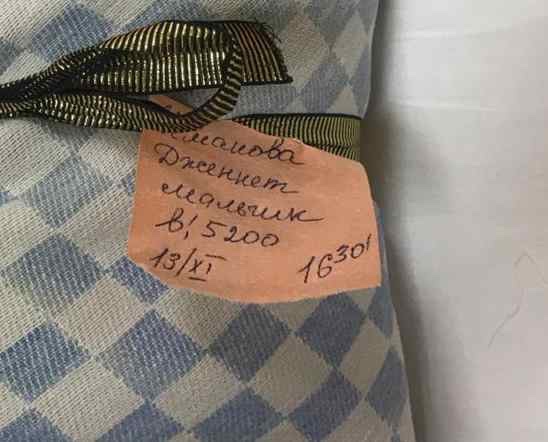 Дженнет
мальчик
в, 5200
13/XI 16³⁰'